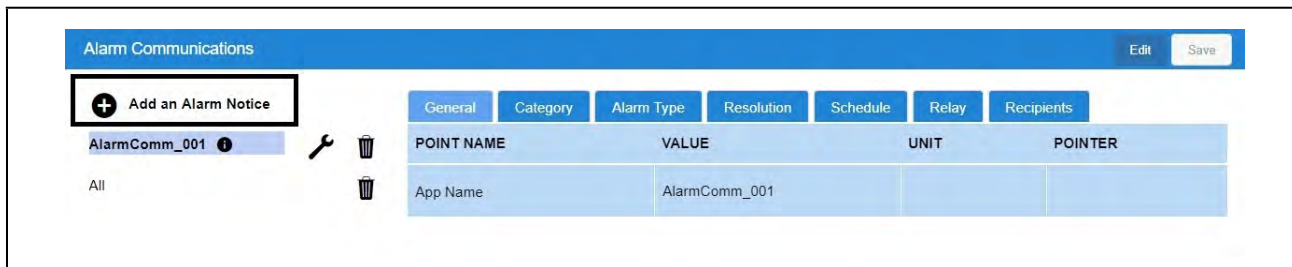 Alarm Communications Edit Save
Add an Alarm Notice
General Category Alarm Type Resolution Schedule Relay Recipients
AlarmComm_001
POINT NAME VALUE UNIT POINTER
All
App Name AlarmComm_001